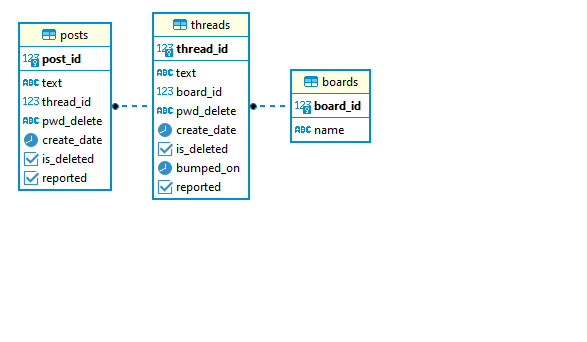 posts
123 post_id
ABC text
123 thread_id
ABC pwd_delete
create_date
is_deleted
reported
threads
123 thread_id
ABC text
123 board_id
ABC pwd_delete
create_date
is_deleted
bumped_on
reported
boards
123 board_id
ABC name